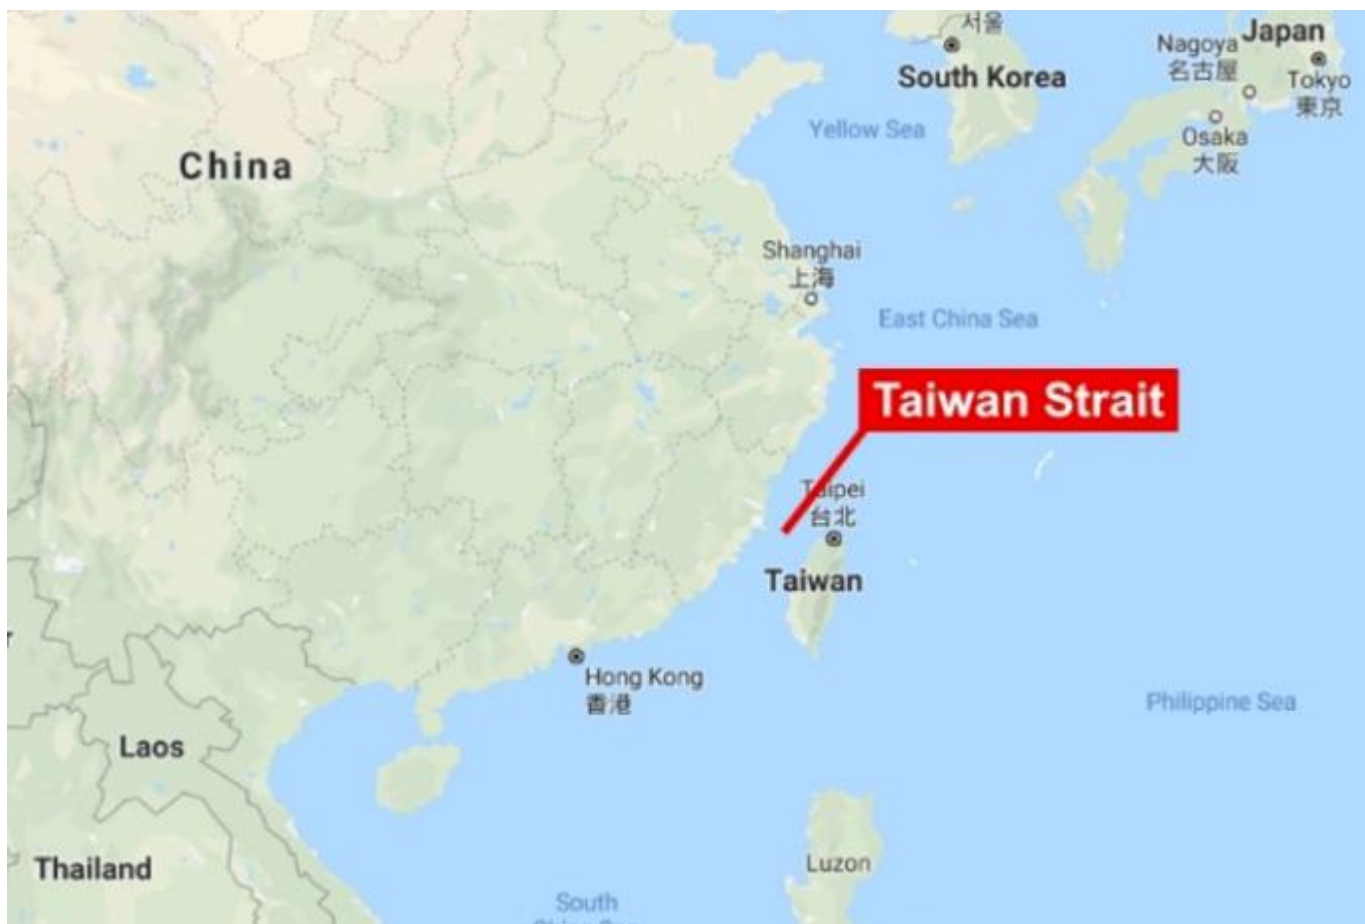 서울
Japan
Nagoya
名古屋
South Korea
Tokyo
東京
Yellow Sea
Osaka
大阪
China
Shanghai
上海
East China Sea
Taiwan Strait
Taipei
台北
Taiwan
Hong Kong
香港
Philippine Sea
Laos
Thailand
Luzon
South